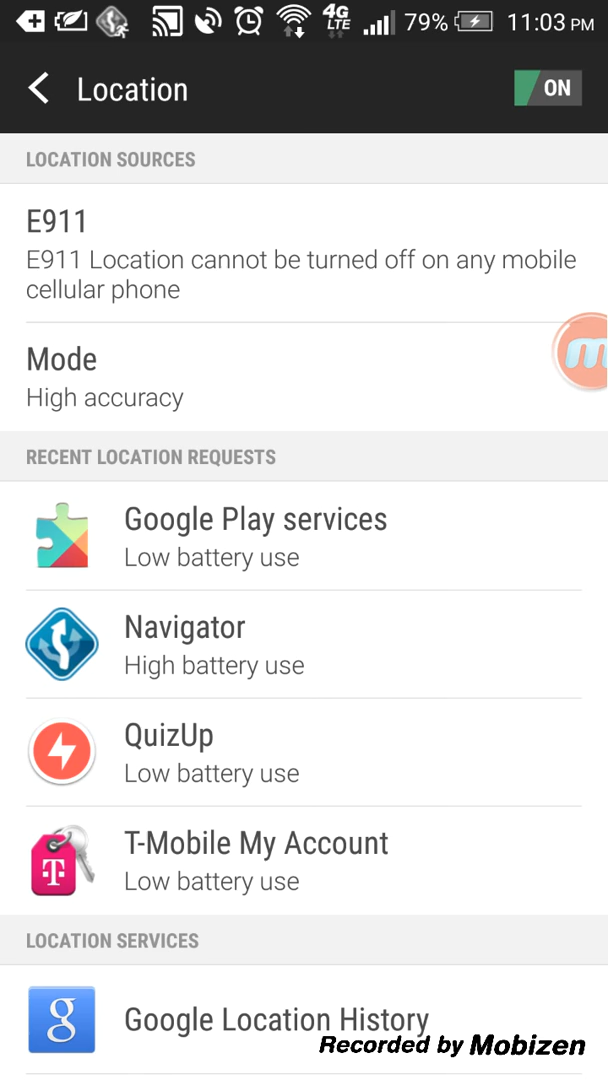 4G
LTE
79%
11:03 PM
Location
ON
LOCATION SOURCES
E911
E911 Location cannot be turned off on any mobile
cellular phone
Mode
High accuracy
m
RECENT LOCATION REQUESTS
Google Play services
Low battery use
Navigator
High battery use
QuizUp
Low battery use
T-Mobile My Account
Low battery use
T
LOCATION SERVICES
g
Google Location History
Recorded by Mobizen